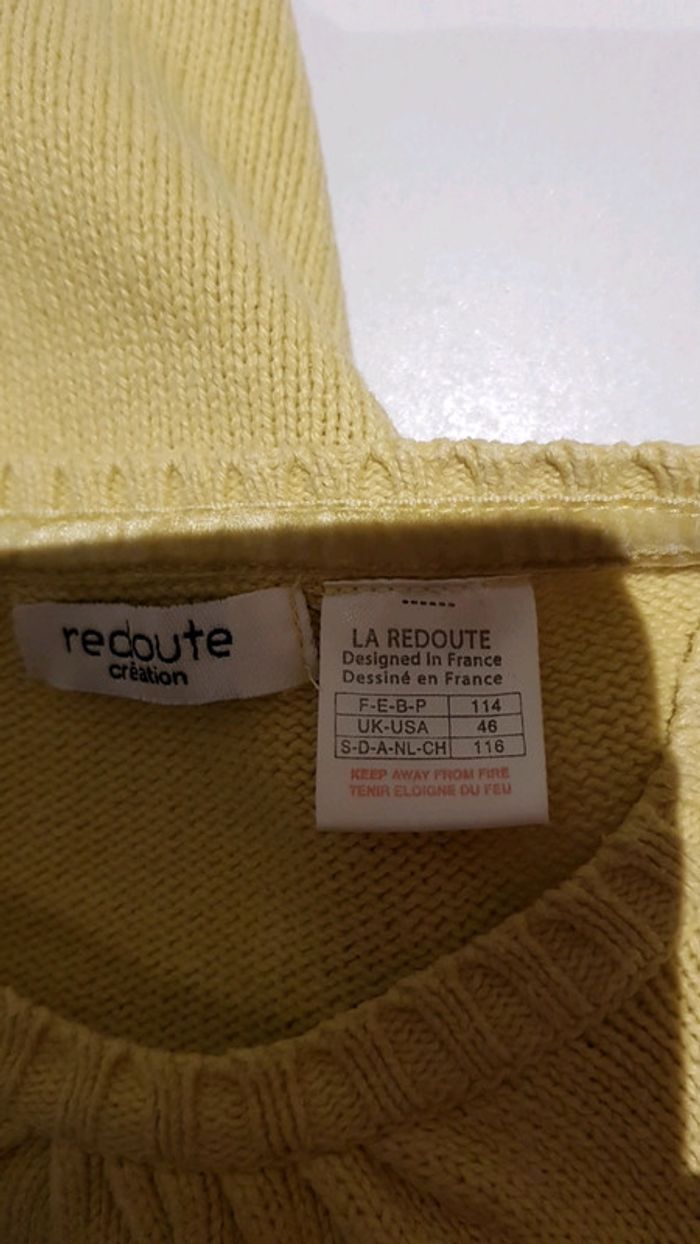 redoute
création
LA REDOUTE
Designed in France
Dessiné en France
F-E-B-P 114
UK-USA 46
S-D-A-NL-CH 116
KEEP AWAY FROM FIRE
TENIR ELOIGNE DU FEU